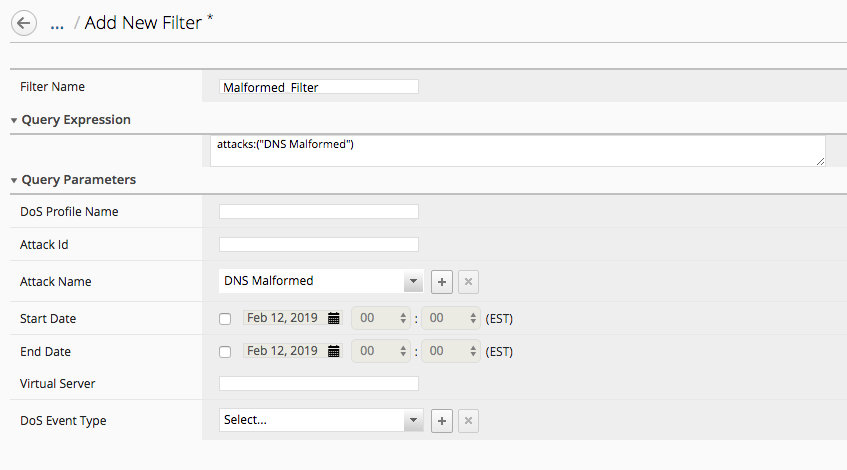 ... / Add New Filter *
Filter Name
Malformed Filter
Query Expression
attacks:("DNS Malformed")
Query Parameters
DoS Profile Name
Attack Id
Attack Name DNS Malformed
Start Date Feb 12, 2019 00 : 00 (EST)
End Date Feb 12, 2019 00 : 00 (EST)
Virtual Server
DoS Event Type Select...